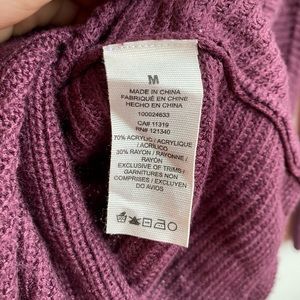 M
MADE IN CHINA
FABRIQUÉ EN CHINE
HECHO EN CHINA
100024633
CA# 11319
RN# 121340
70% ACRYLIC / ACRYLIQUE
/ ACRÍLICO
30% RAYON / RAYONNE /
RAYÓN
EXCLUSIVE OF TRIMS /
GARNITURES NON
COMPRISES / EXCLUYEN
DO AVIOS